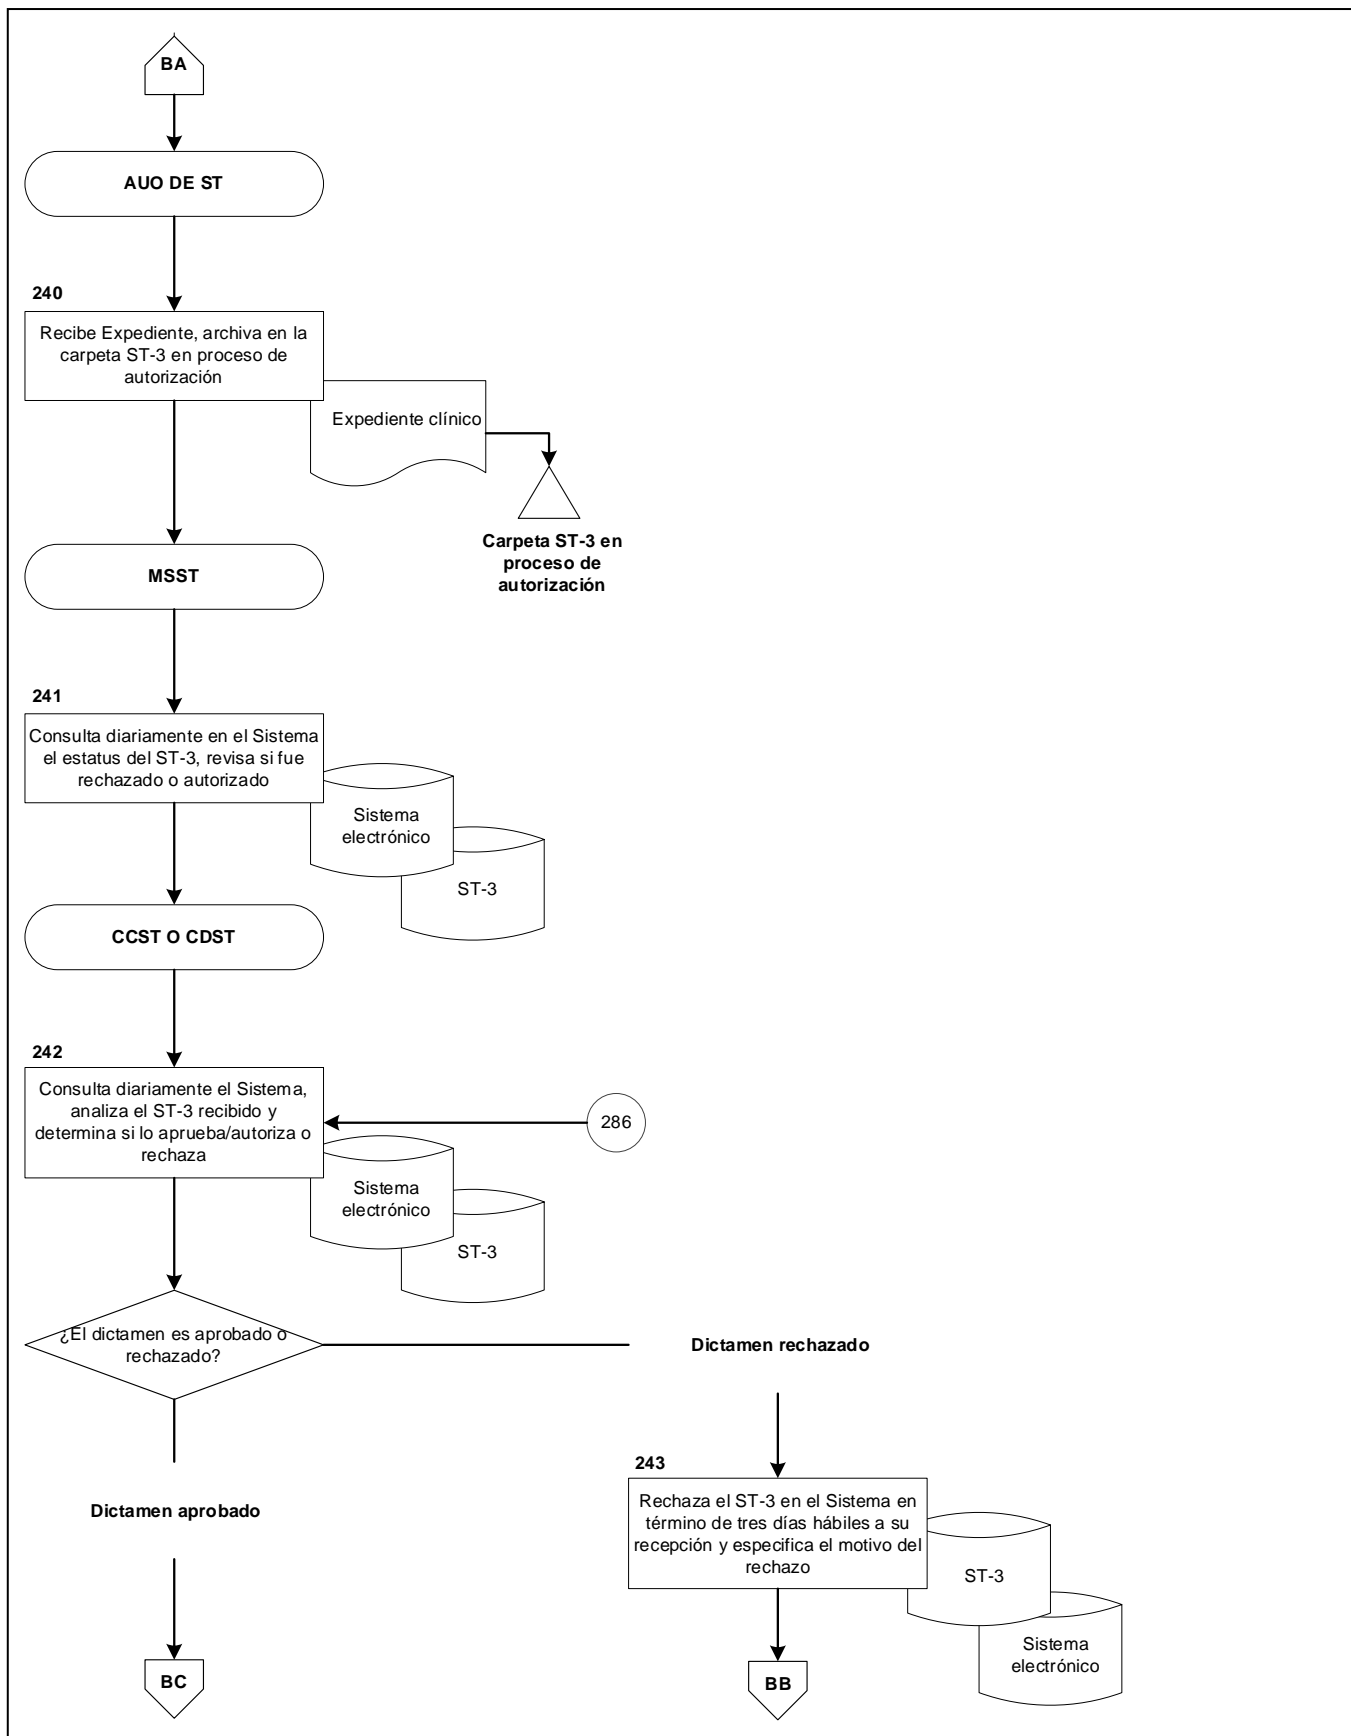 BA
AUO DE ST
240
Recibe Expediente, archiva en la
carpeta ST-3 en proceso de
autorización
Expediente clínico
Carpeta ST-3 en
proceso de
autorización
MSST
241
Consulta diariamente en el Sistema
el estatus del ST-3, revisa si fue
rechazado o autorizado
Sistema
electrónico
ST-3
CCST O CDST
242
Consulta diariamente el Sistema,
analiza el ST-3 recibido y
determina si lo aprueba/autoriza o
rechaza
286
Sistema
electrónico
ST-3
¿El dictamen es aprobado o
rechazado?
Dictamen rechazado
Dictamen aprobado
243
Rechaza el ST-3 en el Sistema en
término de tres días hábiles a su
recepción y especifica el motivo del
rechazo
ST-3
Sistema
electrónico
BC
BB